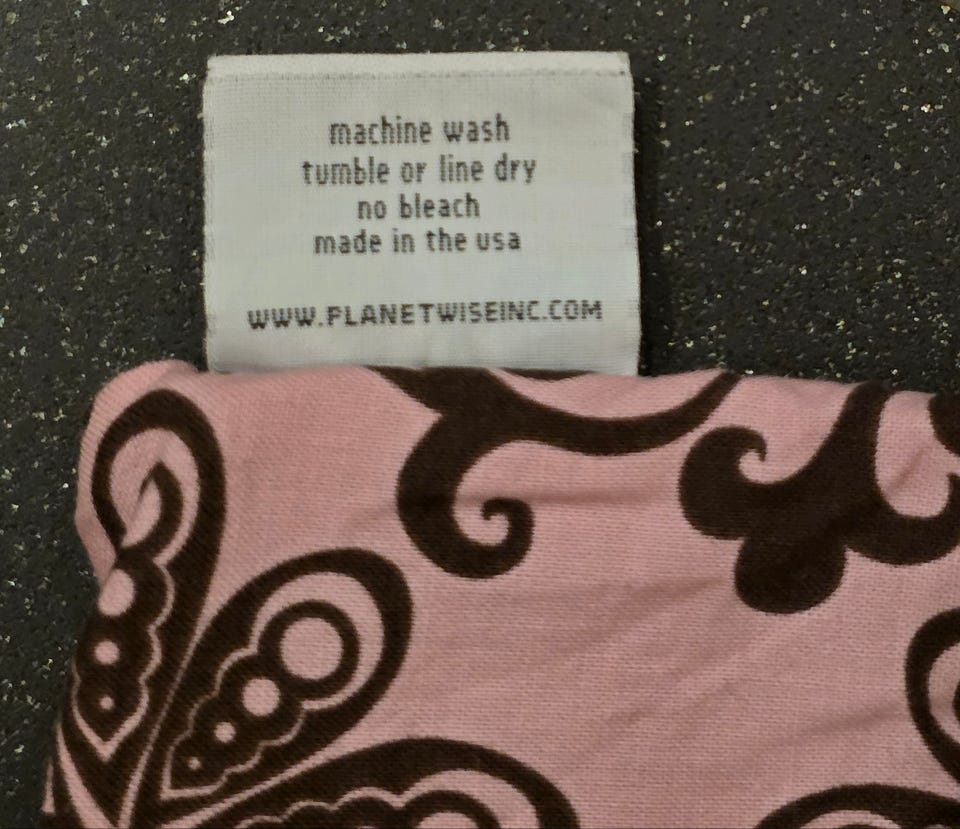 machine wash
tumble or line dry
no bleach
made in the usa
WWW.PLANETWISEINC.COM